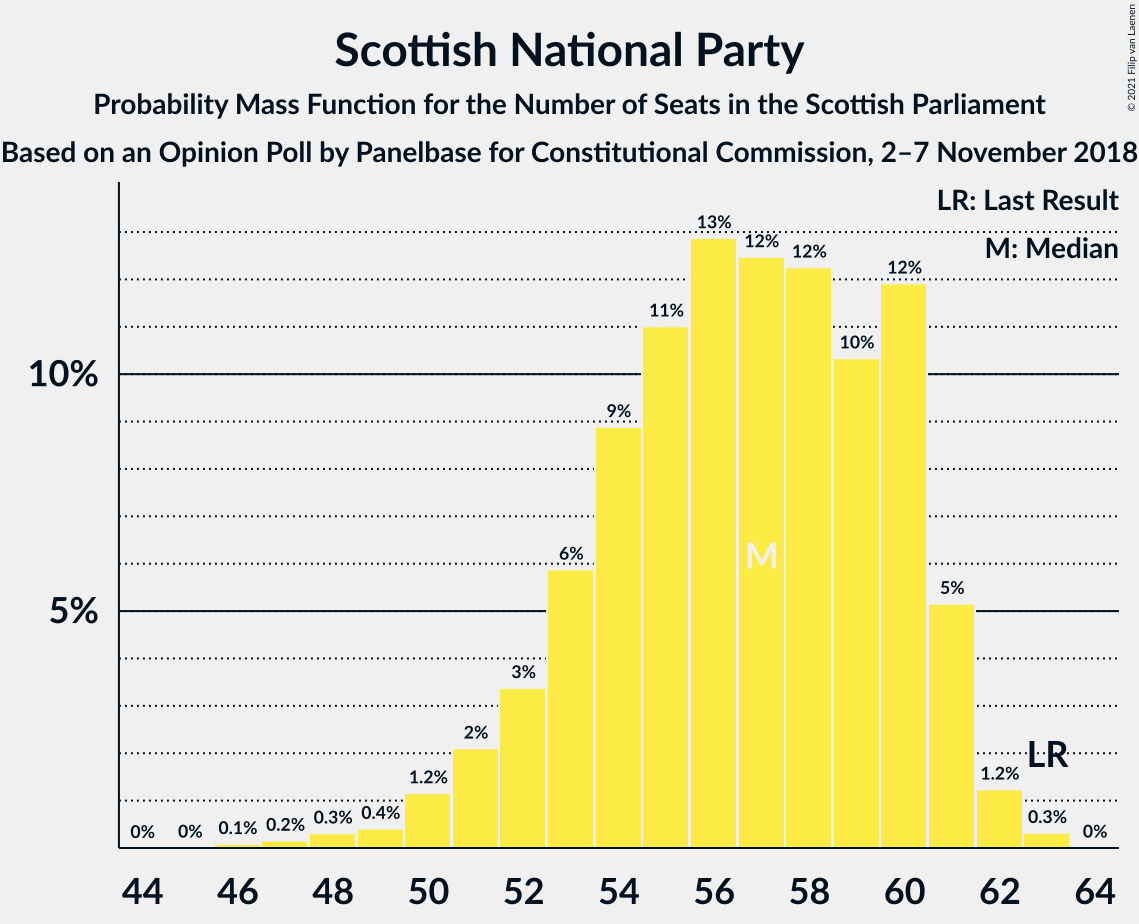 Scottish National Party
Probability Mass Function for the Number of Seats in the Scottish Parliament
Based on an Opinion Poll by Panelbase for Constitutional Commission, 2–7 November 2018
© 2021 Filip van Laenen
LR: Last Result
M: Median
10%
5%
0% 0% 0.1% 0.2% 0.3% 0.4% 1.2% 2% 3% 6% 9% 11% 13% 12% 12% 10% 12% 5% 1.2% 0.3% 0%
M
LR
44 46 48 50 52 54 56 58 60 62 64